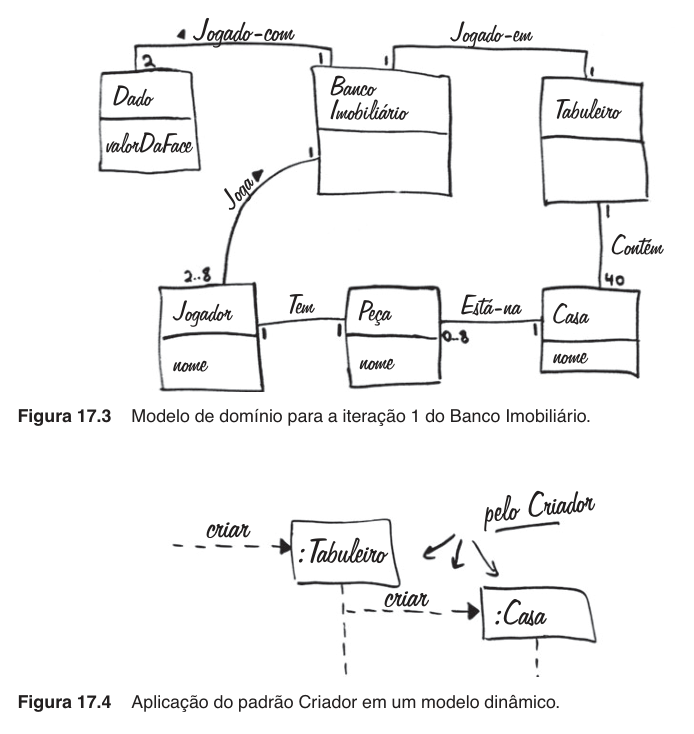 ◄ Jogado-com
Jogado-em
2
1
1
1
Dado
valorDaFace
Banco
Imobiliário
Tabuleiro
1
Joga►
1
Contém
2..8
40
Jogador
nome
Tem
1
1
Peça
nome
Está-na
0..8
1
Casa
nome
Figura 17.3 Modelo de domínio para a iteração 1 do Banco Imobiliário.
pelo Criador
criar
:Tabuleiro
criar
:Casa
Figura 17.4 Aplicação do padrão Criador em um modelo dinâmico.